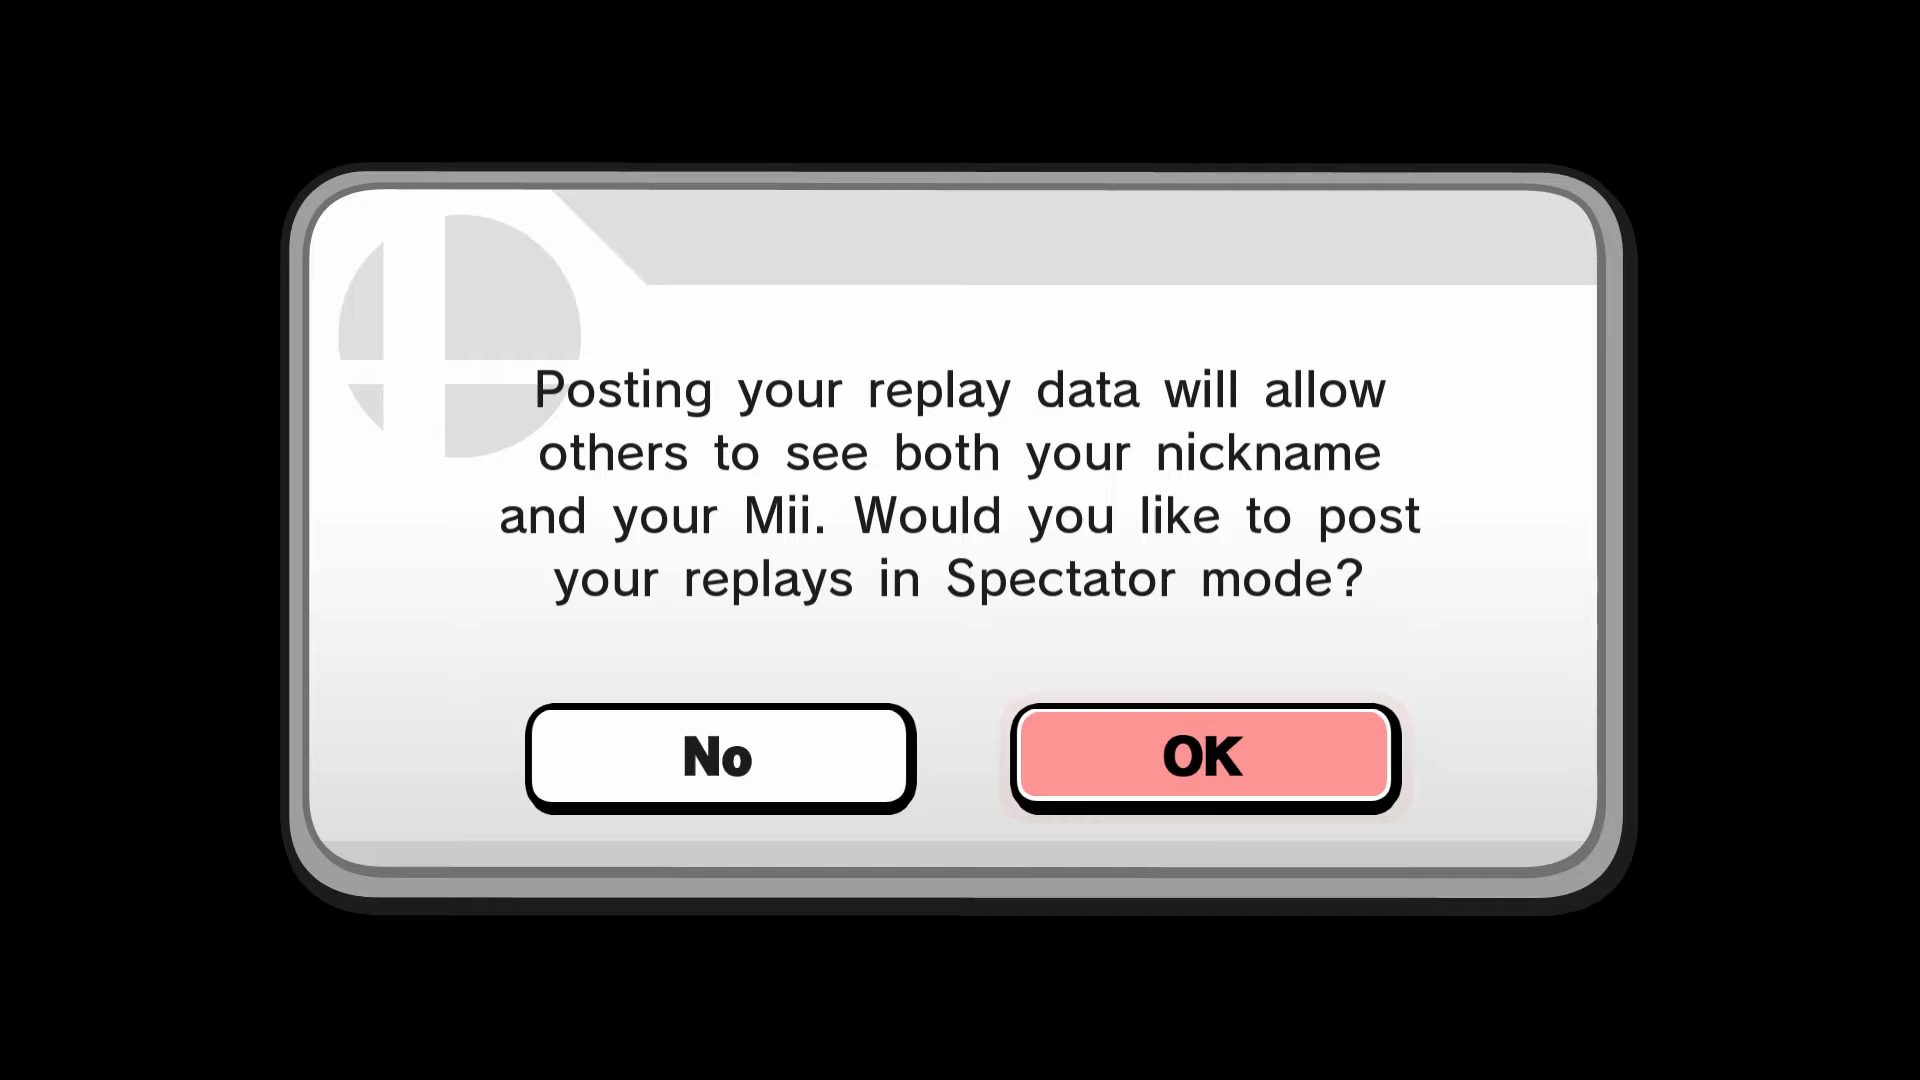 Posting your replay data will allow
others to see both your nickname
and your Mii. Would you like to post
your replays in Spectator mode?
No
OK